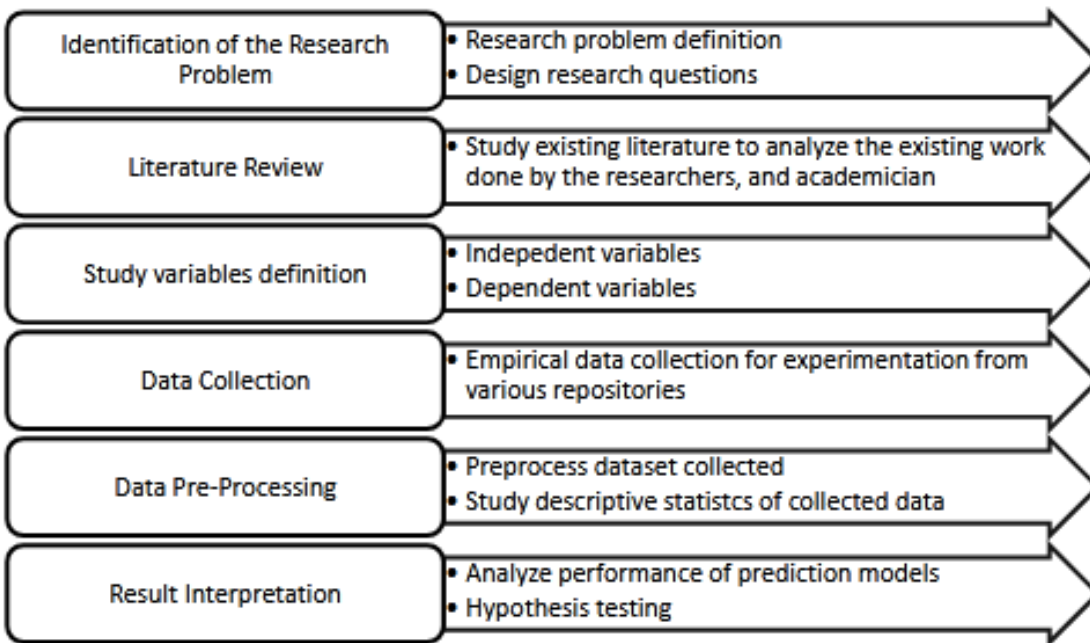 Identification of the Research
Problem
• Research problem definition
• Design research questions
Literature Review
• Study existing literature to analyze the existing work
done by the researchers, and academician
Study variables definition
• Indepedent variables
• Dependent variables
Data Collection
• Empirical data collection for experimentation from
various repositories
Data Pre-Processing
• Preprocess dataset collected
• Study descriptive statistcs of collected data
Result Interpretation
• Analyze performance of prediction models
• Hypothesis testing